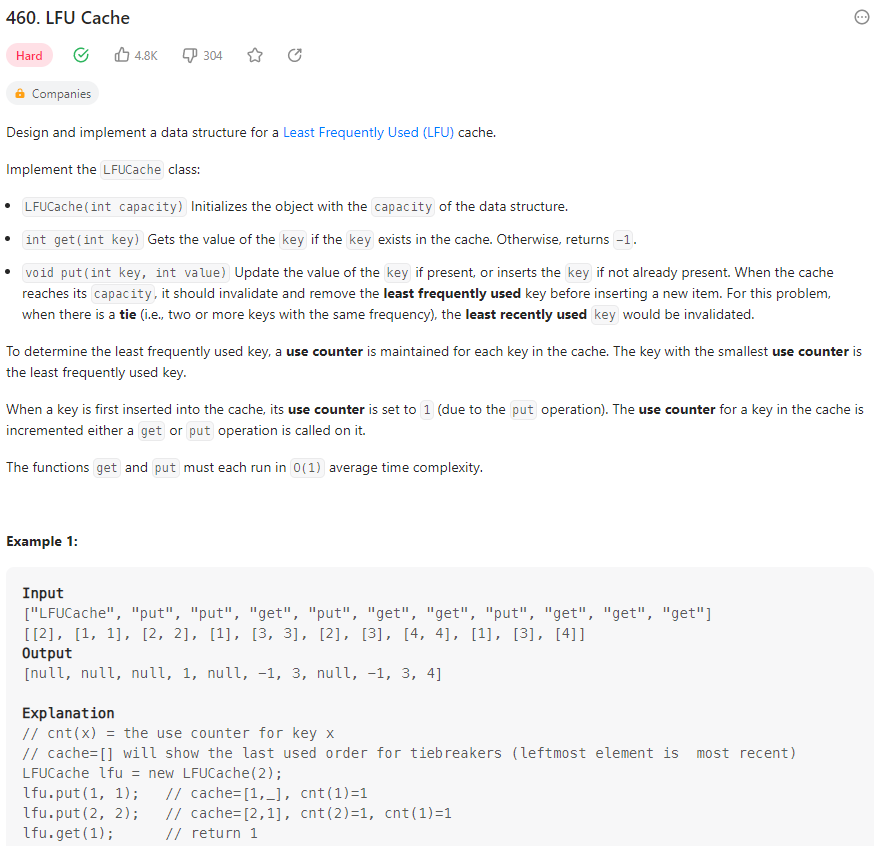 460. LFU Cache
Hard 4.8K 304
Companies
Design and implement a data structure for a Least Frequently Used (LFU) cache.
Implement the LFUCache class:
• LFUCache(int capacity) Initializes the object with the capacity of the data structure.
• int get(int key) Gets the value of the key if the key exists in the cache. Otherwise, returns -1.
• void put(int key, int value) Update the value of the key if present, or inserts the key if not already present. When the cache
reaches its capacity, it should invalidate and remove the least frequently used key before inserting a new item. For this problem,
when there is a tie (i.e., two or more keys with the same frequency), the least recently used key would be invalidated.
To determine the least frequently used key, a use counter is maintained for each key in the cache. The key with the smallest use counter is
the least frequently used key.
When a key is first inserted into the cache, its use counter is set to 1 (due to the put operation). The use counter for a key in the cache is
incremented either a get or put operation is called on it.
The functions get and put must each run in O(1) average time complexity.
Example 1:
Input
["LFUCache", "put", "put", "get", "put", "get", "get", "put", "get", "get", "get"]
[[2], [1, 1], [2, 2], [1], [3, 3], [2], [3], [4, 4], [1], [3], [4]]
Output
[null, null, null, 1, null, -1, 3, null, -1, 3, 4]
Explanation
// cnt(x) = the use counter for key x
// cache=[] will show the last used order for tiebreakers (leftmost element is  most recent)
LFUCache lfu = new LFUCache(2);
lfu.put(1, 1);   // cache=[1,_], cnt(1)=1
lfu.put(2, 2);   // cache=[2,1], cnt(2)=1, cnt(1)=1
lfu.get(1);      // return 1